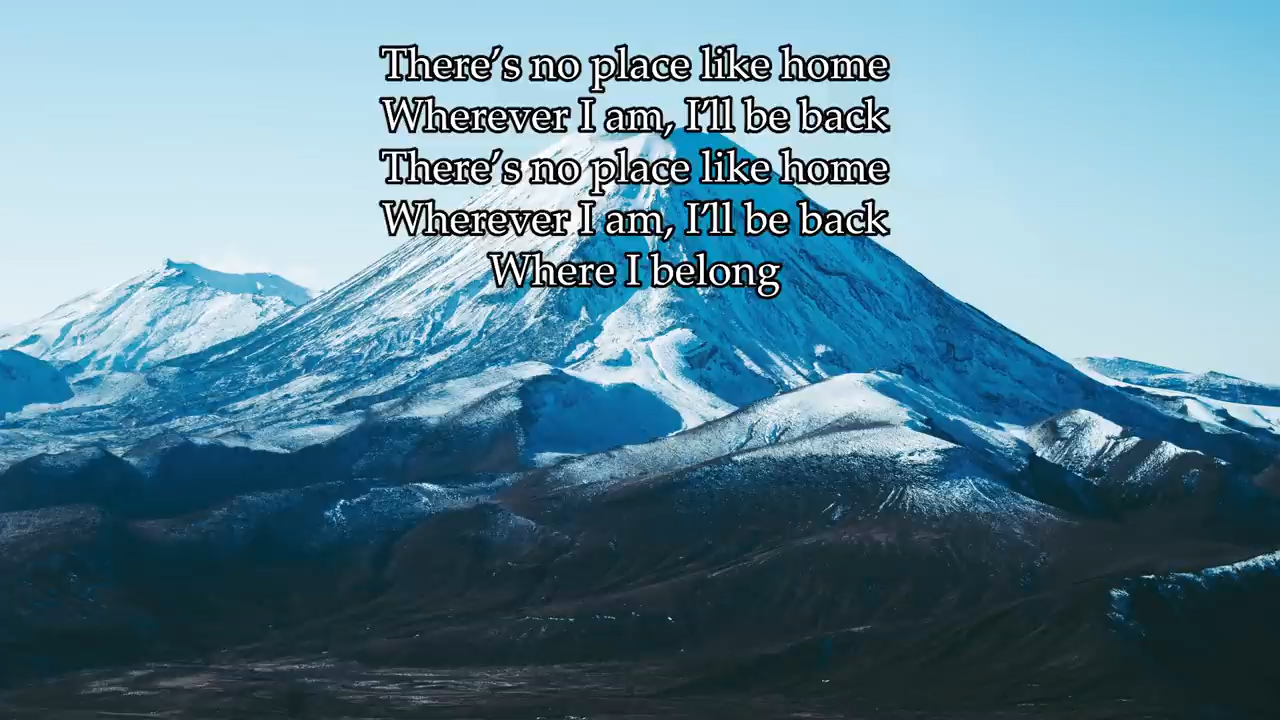 There's no place like home
Wherever I am, I'll be back
There's no place like home
Wherever I am, I'll be back
Where I belong